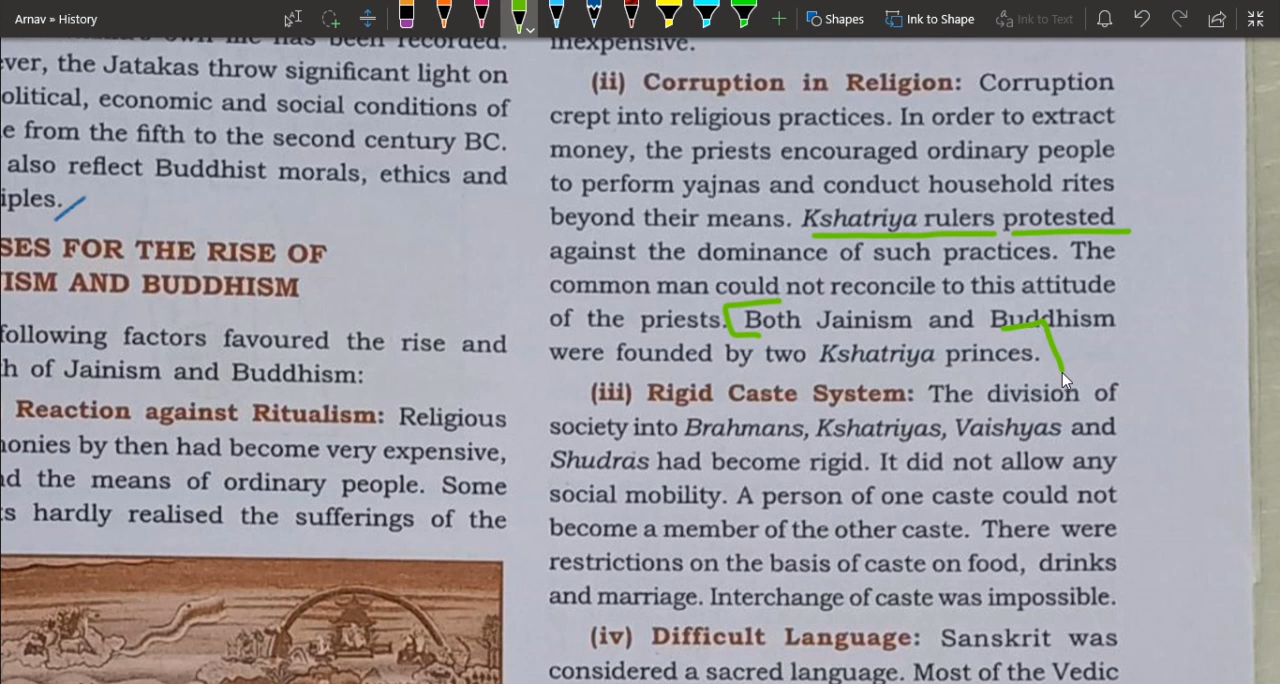 Arnav » History
Shapes
Ink to Shape
Ink to Text
has been recorded.
ver, the Jatakas throw significant light on
olitical, economic and social conditions of
e from the fifth to the second century BC.
also reflect Buddhist morals, ethics and
iples.
SES FOR THE RISE OF
ISM AND BUDDHISM
following factors favoured the rise and
h of Jainism and Buddhism:
Reaction against Ritualism: Religious
monies by then had become very expensive,
nd the means of ordinary people. Some
ts hardly realised the sufferings of the
inexpensive.
(ii) Corruption in Religion: Corruption
crept into religious practices. In order to extract
money, the priests encouraged ordinary people
to perform yajnas and conduct household rites
beyond their means. Kshatriya rulers protested
against the dominance of such practices. The
common man could not reconcile to this attitude
of the priests. Both Jainism and Buddhism
were founded by two Kshatriya princes.
(iii) Rigid Caste System: The division of
society into Brahmans, Kshatriyas, Vaishyas and
Shudras had become rigid. It did not allow any
social mobility. A person of one caste could not
become a member of the other caste. There were
restrictions on the basis of caste on food, drinks
and marriage. Interchange of caste was impossible.
(iv) Difficult Language: Sanskrit was
considered a sacred language. Most of the Vedic